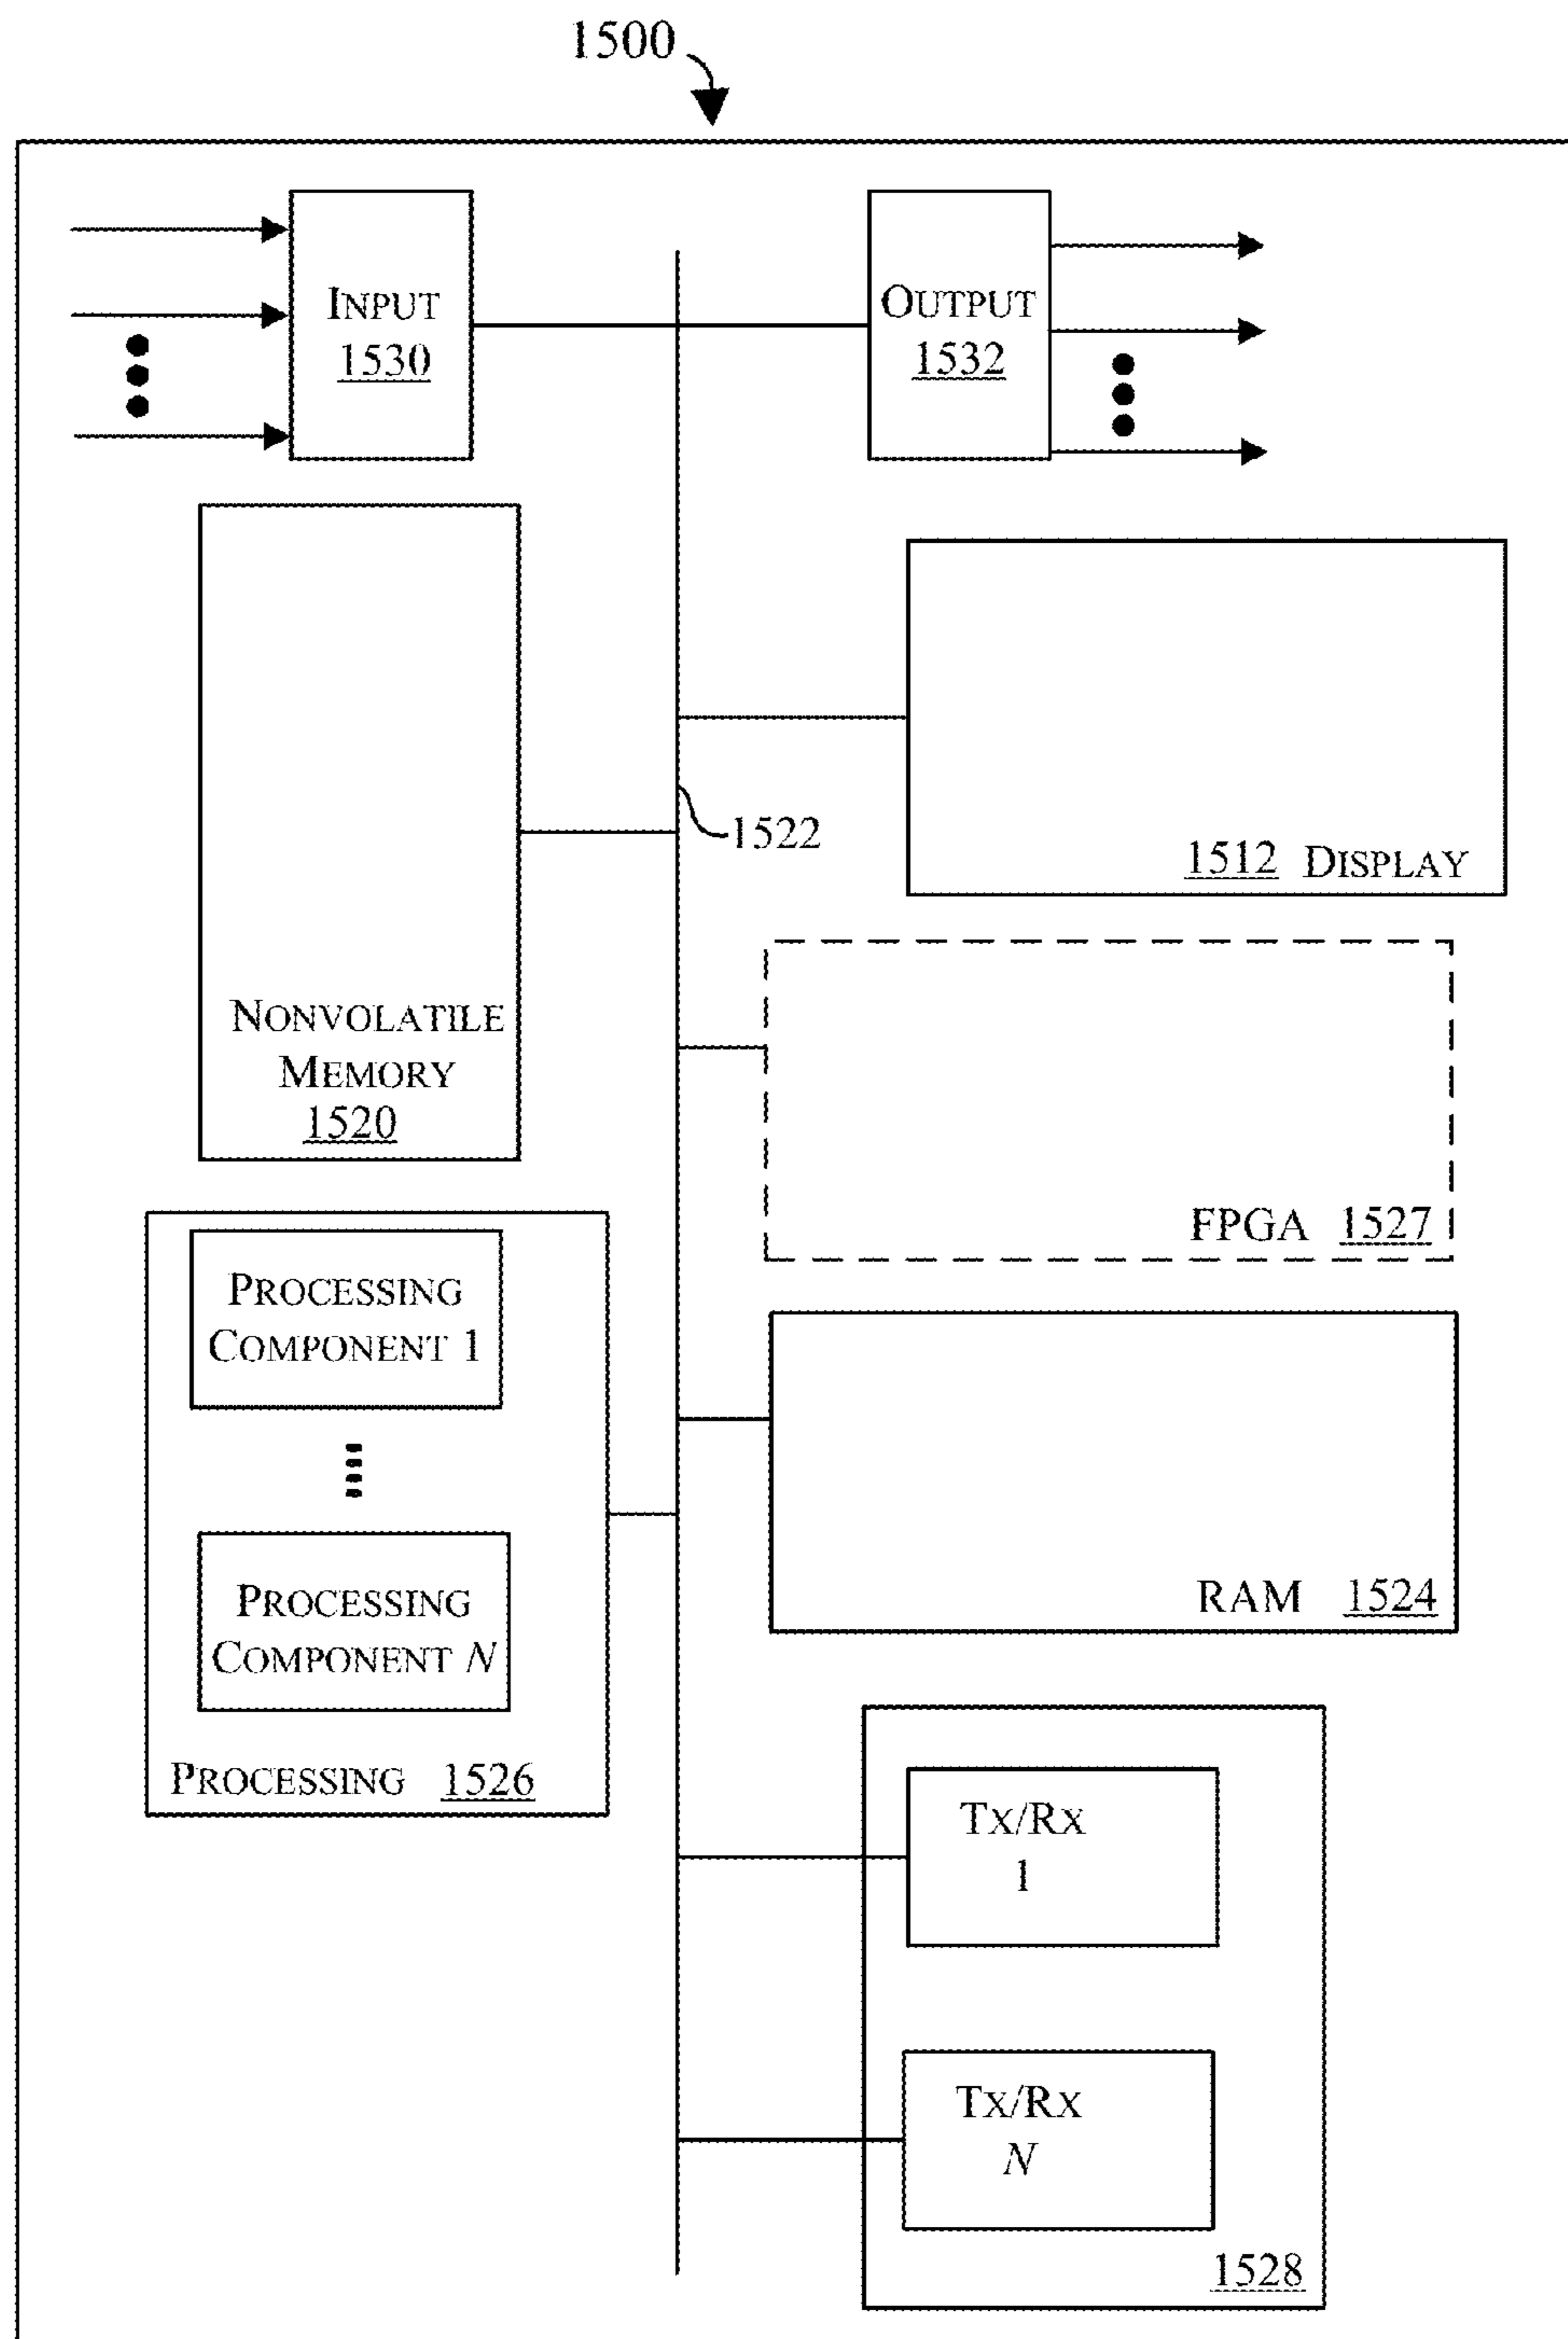 1500
INPUT
1530
OUTPUT
1532
1522
1512 DISPLAY
NONVOLATILE
MEMORY
1520
FPGA 1527
PROCESSING
COMPONENT 1
PROCESSING
COMPONENT N
PROCESSING 1526
RAM 1524
TX/RX
1
TX/RX
N
1528